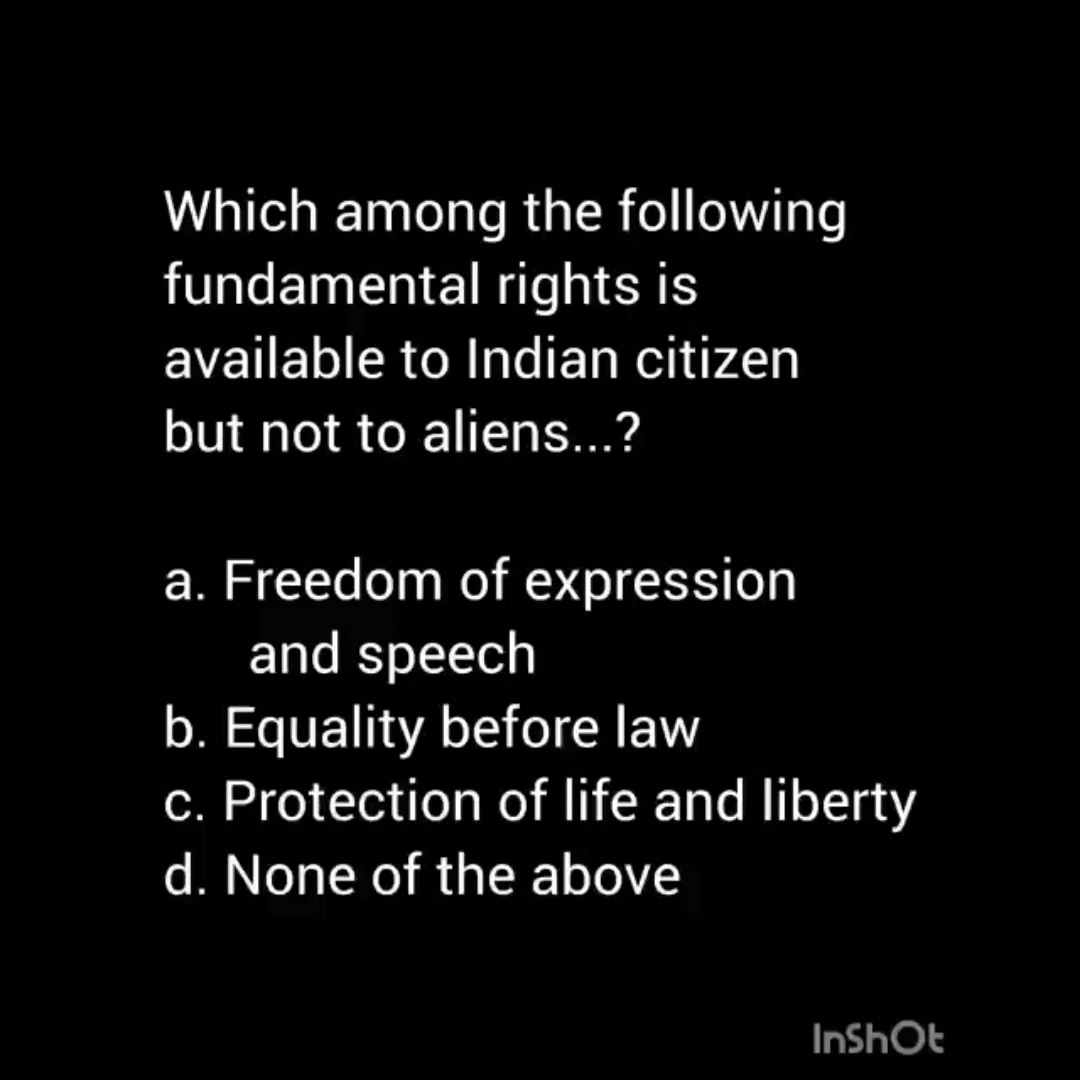 Which among the following
fundamental rights is
available to Indian citizen
but not to aliens...?
a. Freedom of expression
and speech
b. Equality before law
c. Protection of life and liberty
d. None of the above
InShOt